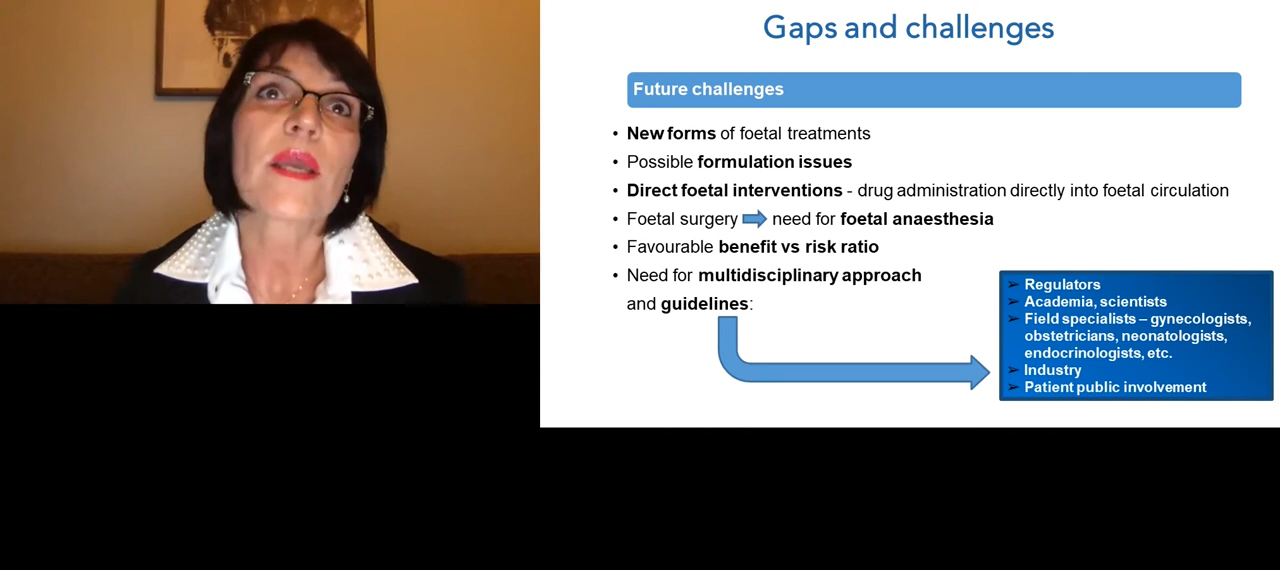 Gaps and challenges
Future challenges
• New forms of foetal treatments
• Possible formulation issues
• Direct foetal interventions - drug administration directly into foetal circulation
• Foetal surgery need for foetal anaesthesia
• Favourable benefit vs risk ratio
• Need for multidisciplinary approach
and guidelines:
➢ Regulators
➢ Academia, scientists
➢ Field specialists – gynecologists,
obstetricians, neonatologists,
endocrinologists, etc.
➢ Industry
➢ Patient public involvement